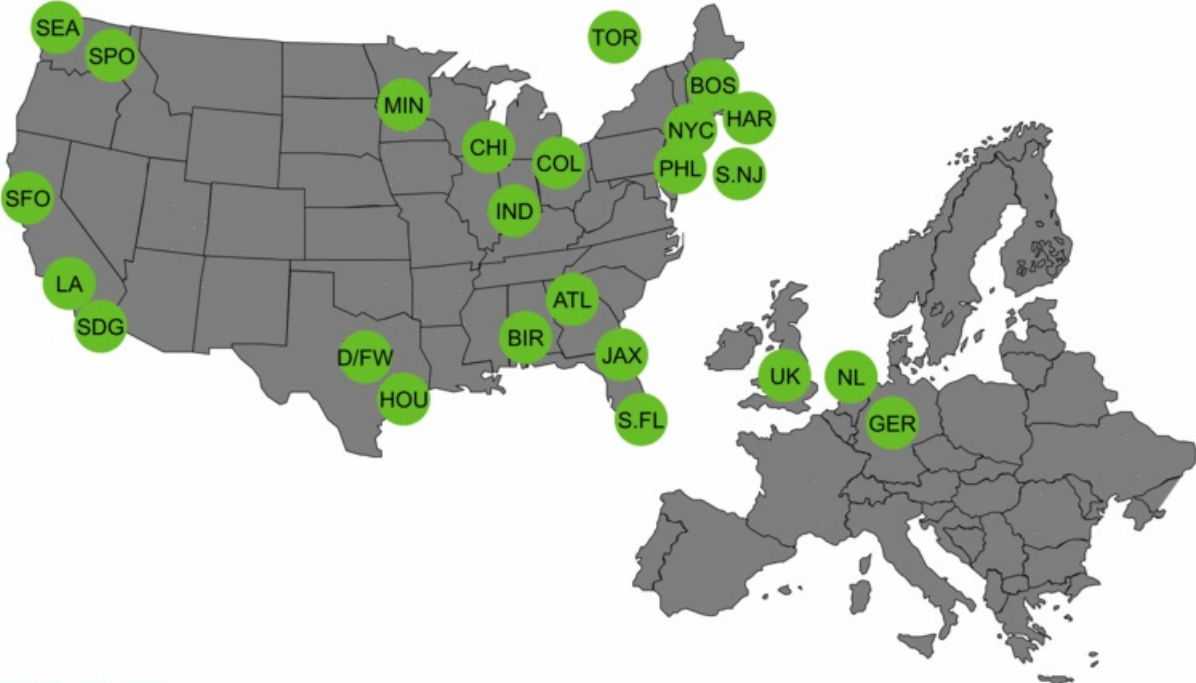 SEA
SPO
TOR
MIN
BOS
HAR
NYC
CHI
COL
PHL
S.NJ
SFO
IND
LA
SDG
ATL
BIR
JAX
D/FW
HOU
S.FL
UK
NL
GER